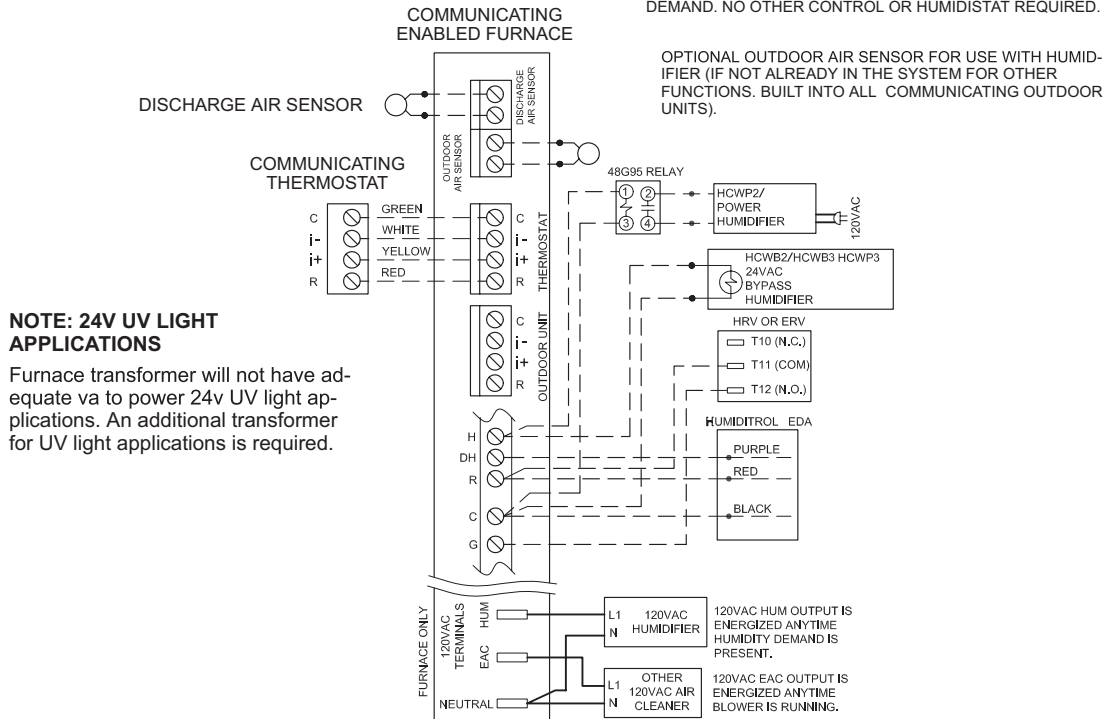 DEMAND. NO OTHER CONTROL OR HUMIDISTAT REQUIRED.
COMMUNICATING
ENABLED FURNACE
OPTIONAL OUTDOOR AIR SENSOR FOR USE WITH HUMID-
IFIER (IF NOT ALREADY IN THE SYSTEM FOR OTHER
FUNCTIONS. BUILT INTO ALL COMMUNICATING OUTDOOR
UNITS).
DISCHARGE AIR SENSOR
DISCHARGE
AIR SENSOR
OUTDOOR
AIR SENSOR
COMMUNICATING
THERMOSTAT
C
i-
i+
R
GREEN
WHITE
YELLOW
RED
C
i-
i+
R
THERMOSTAT
C
i-
i+
R
OUTDOOR UNIT
48G95 RELAY
1 2
3 4
HCWP2/
POWER
HUMIDIFIER
120VAC
HCWB2/HCWB3 HCWP3
24VAC
BYPASS
HUMIDIFIER
HRV OR ERV
T10 (N.C.)
T11 (COM)
T12 (N.O.)
HUMIDITROL EDA
PURPLE
RED
BLACK
NOTE: 24V UV LIGHT
APPLICATIONS
Furnace transformer will not have ad-
equate va to power 24v UV light ap-
plications. An additional transformer
for UV light applications is required.
H
DH
R
C
G
FURNACE ONLY
120VAC
TERMINALS
HUM
EAC
NEUTRAL
L1
N
120VAC
HUMIDIFIER
120VAC HUM OUTPUT IS
ENERGIZED ANYTIME
HUMIDITY DEMAND IS
PRESENT.
L1
N
OTHER
120VAC AIR
CLEANER
120VAC EAC OUTPUT IS
ENERGIZED ANYTIME
BLOWER IS RUNNING.